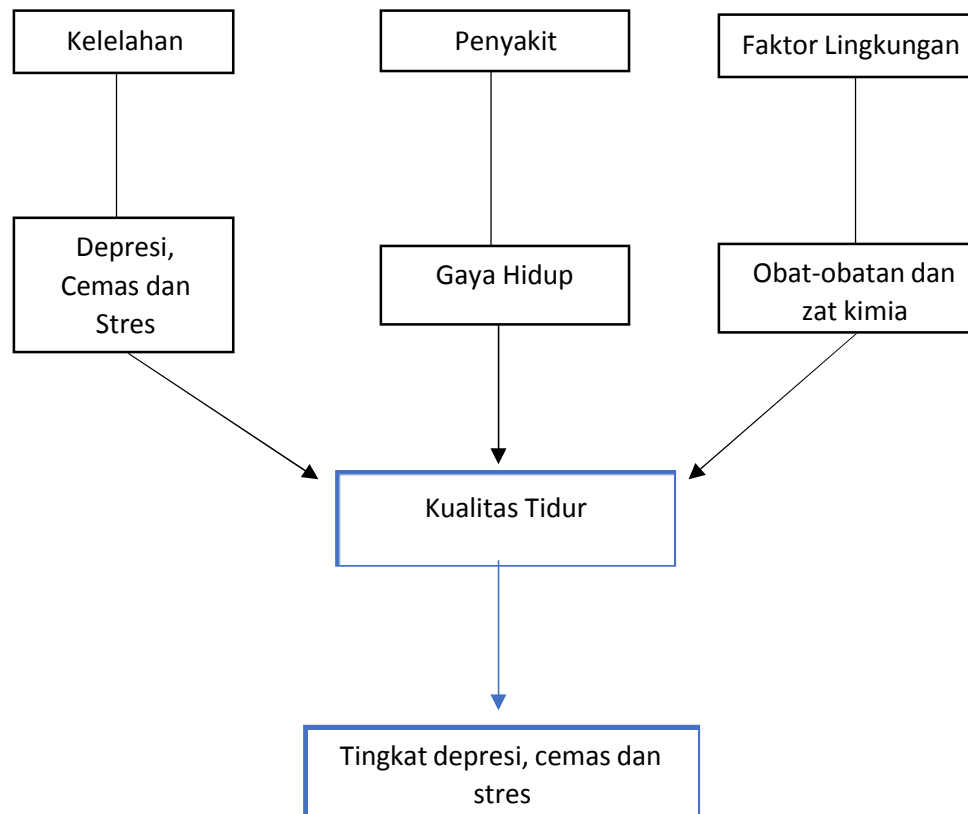 Kelelahan
Penyakit
Faktor Lingkungan
Depresi,
Cemas dan
Stres
Gaya Hidup
Obat-obatan dan
zat kimia
Kualitas Tidur
Tingkat depresi, cemas dan
stres